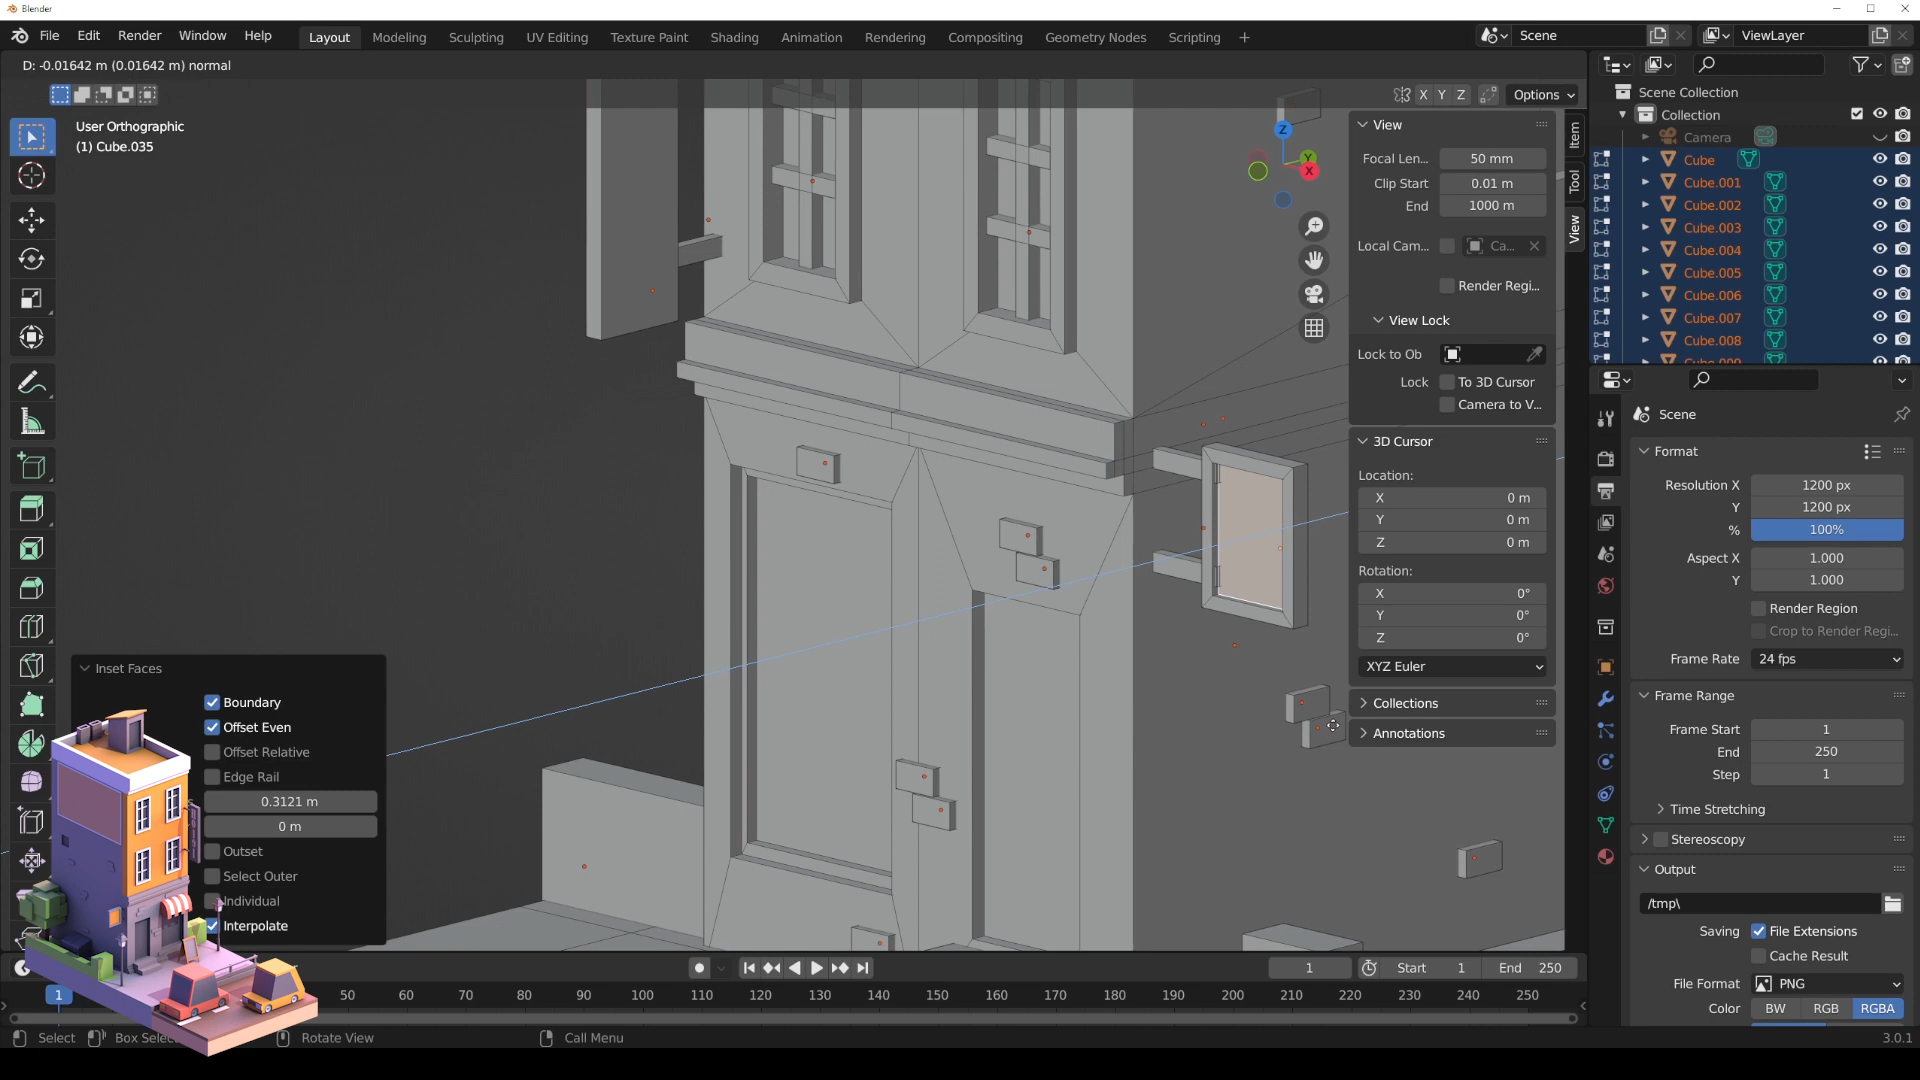 Blender
File Edit Render Window Help
Layout Modeling Sculpting UV Editing Texture Paint Shading Animation Rendering Compositing Geometry Nodes Scripting +
Scene
ViewLayer
D: -0.01642 m (0.01642 m) normal
X Y Z Options
User Orthographic
(1) Cube.035
Z
Y
X
View
Focal Len... 50 mm
Clip Start 0.01 m
End 1000 m
Local Cam... Ca...
Render Regi...
View Lock
Lock to Ob
Lock To 3D Cursor
Camera to V...
3D Cursor
Location:
X 0 m
Y 0 m
Z 0 m
Rotation:
X 0°
Y 0°
Z 0°
XYZ Euler
Collections
Annotations
Item
Tool
View
Scene Collection
Collection
Camera
Cube
Cube.001
Cube.002
Cube.003
Cube.004
Cube.005
Cube.006
Cube.007
Cube.008
Cube.009
Scene
Format
Resolution X 1200 px
Y 1200 px
% 100%
Aspect X 1.000
Y 1.000
Render Region
Crop to Render Regi...
Frame Rate 24 fps
Frame Range
Frame Start 1
End 250
Step 1
Time Stretching
Stereoscopy
Output
/tmp\
Saving File Extensions
Cache Result
File Format PNG
Color BW RGB RGBA
Inset Faces
Boundary
Offset Even
Offset Relative
Edge Rail
0.3121 m
0 m
Outset
Select Outer
Individual
Interpolate
1 Start 1 End 250
1 50 60 70 80 90 100 110 120 130 140 150 160 170 180 190 200 210 220 230 240 250
Select Box Selec Rotate View Call Menu 3.0.1